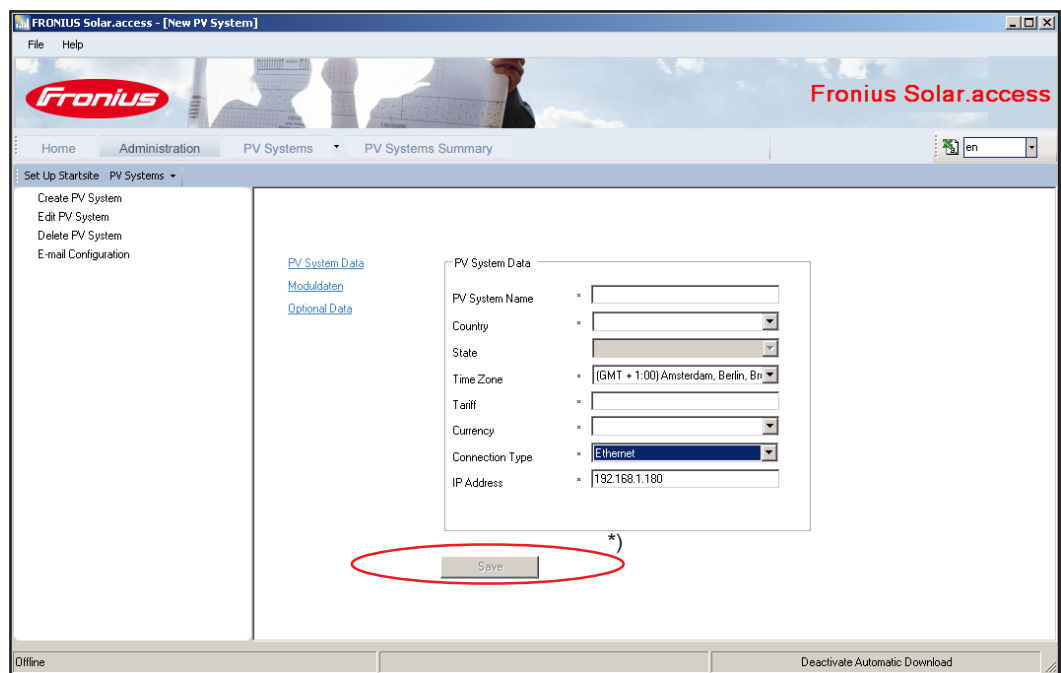 FRONIUS Solar.access - [New PV System]
File Help
Fronius
Fronius Solar.access
Home Administration PV Systems PV Systems Summary en
Set Up Startsite PV Systems
Create PV System
Edit PV System
Delete PV System
E-mail Configuration
PV System Data
Moduldaten
Optional Data
PV System Data
PV System Name *
Country *
State
Time Zone * (GMT + 1:00) Amsterdam, Berlin, Br
Tariff *
Currency *
Connection Type * Ethernet
IP Address * 192.168.1.180
*)
Save
Offline Deactivate Automatic Download